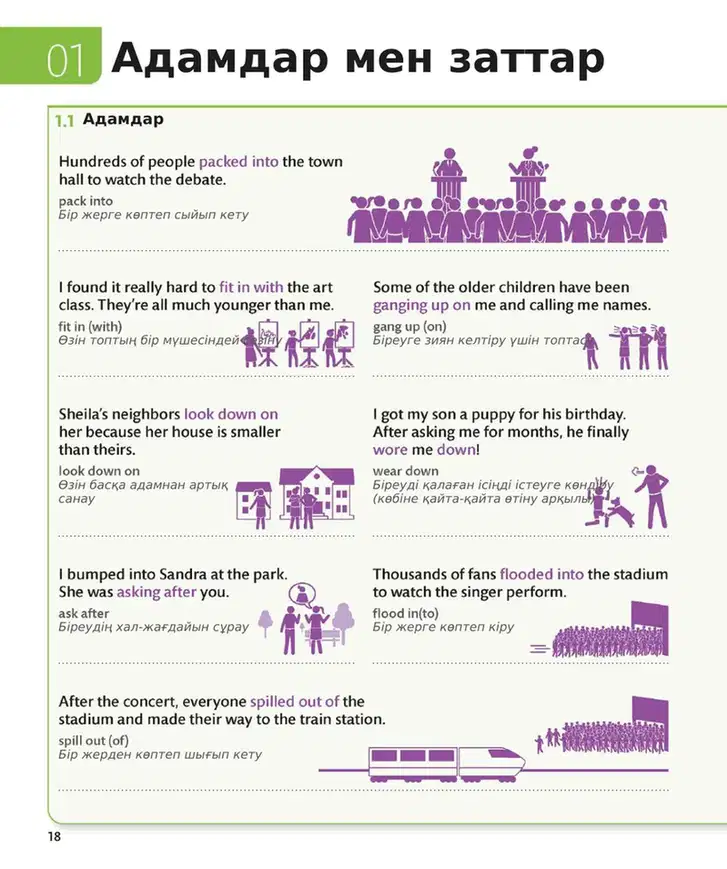 01 Адамдар мен заттар
1.1 Адамдар
Hundreds of people packed into the town
hall to watch the debate.
pack into
Бір жерге көптеп сыйып кету
I found it really hard to fit in with the art
class. They're all much younger than me.
fit in (with)
Өзін топтың бір мүшесіндей сезіну
Some of the older children have been
ganging up on me and calling me names.
gang up (on)
Біреуге зиян келтіру үшін топтасу
Sheila's neighbors look down on
her because her house is smaller
than theirs.
look down on
Өзін басқа адамнан артық
санау
I got my son a puppy for his birthday.
After asking me for months, he finally
wore me down!
wear down
Біреуді қалаған ісіңді істеуге көндіру
(көбіне қайта-қайта өтіну арқылы)
I bumped into Sandra at the park.
She was asking after you.
ask after
Біреудің хал-жағдайын сұрау
Thousands of fans flooded into the stadium
to watch the singer perform.
flood in(to)
Бір жерге көптеп кіру
After the concert, everyone spilled out of the
stadium and made their way to the train station.
spill out (of)
Бір жерден көптеп шығып кету
18